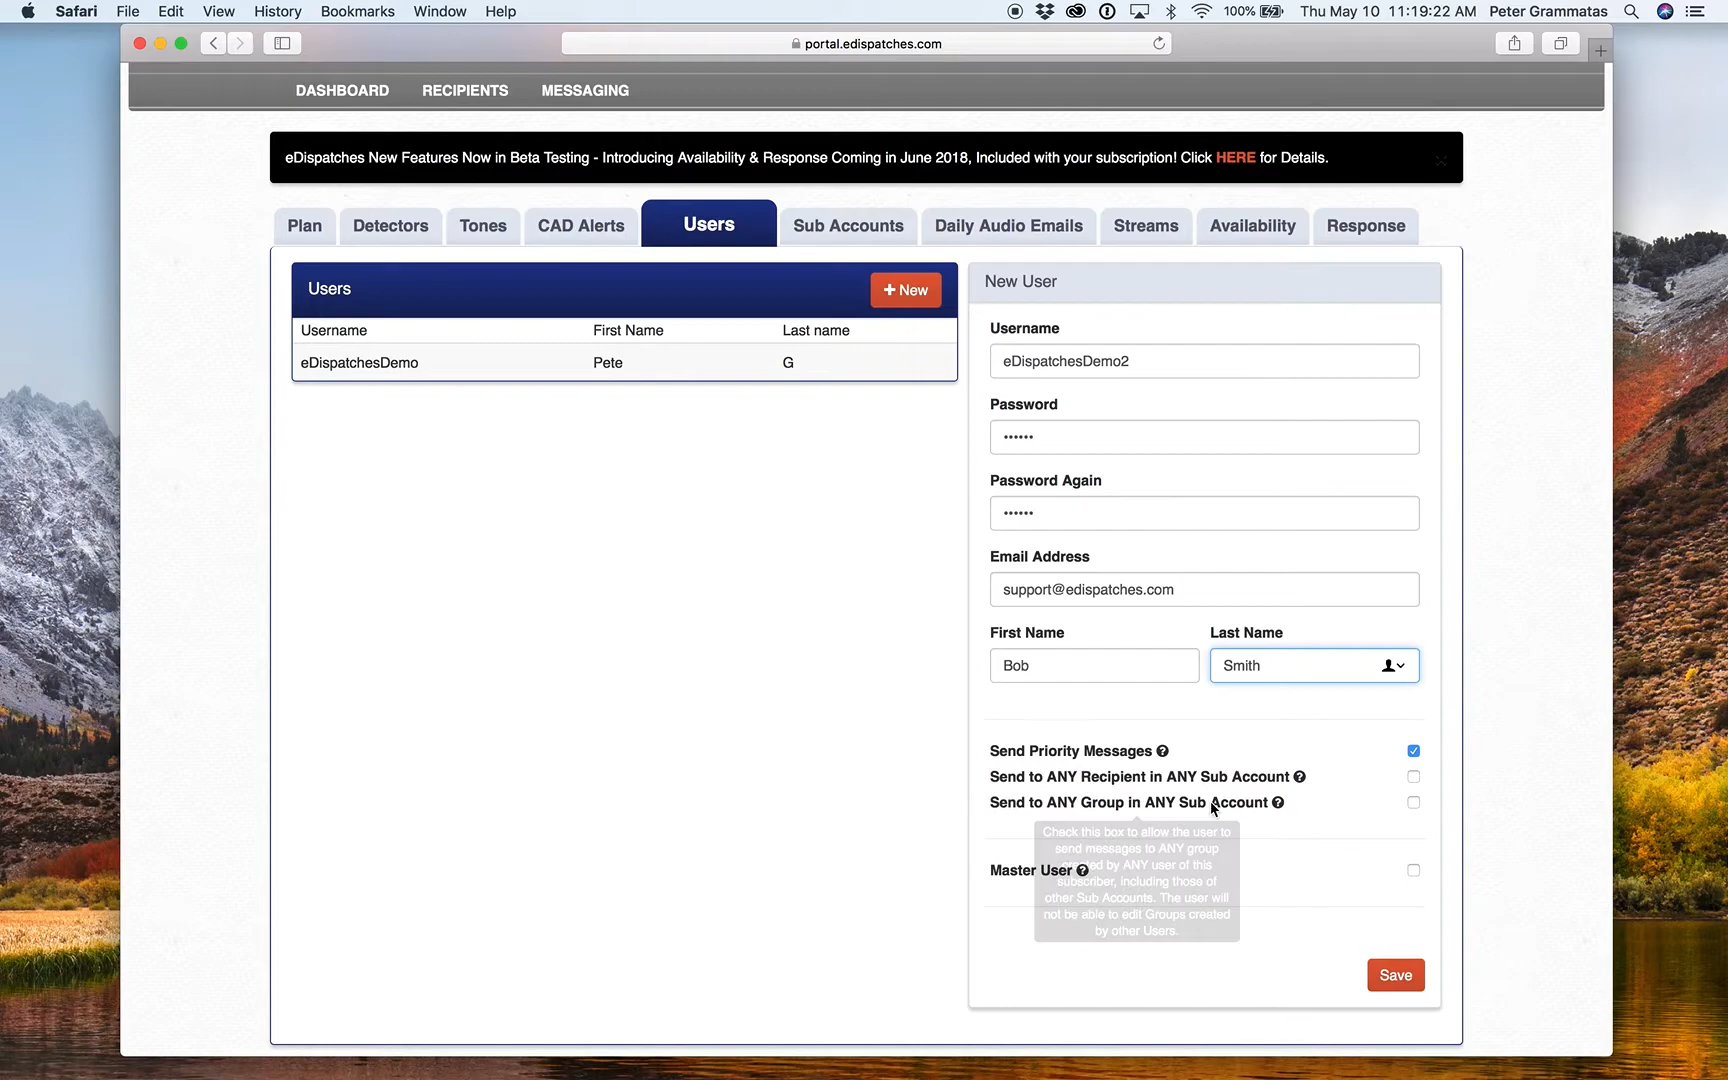 Safari File Edit View History Bookmarks Window Help 100% Thu May 10 11:19:22 AM Peter Grammatas
portal.edispatches.com
DASHBOARD RECIPIENTS MESSAGING
eDispatches New Features Now in Beta Testing - Introducing Availability & Response Coming in June 2018, Included with your subscription! Click HERE for Details.
Plan Detectors Tones CAD Alerts Users Sub Accounts Daily Audio Emails Streams Availability Response
Users + New
Username First Name Last name
eDispatchesDemo Pete G
New User
Username
eDispatchesDemo2
Password
••••••
Password Again
••••••
Email Address
support@edispatches.com
First Name Last Name
Bob Smith
Send Priority Messages ?
Send to ANY Recipient in ANY Sub Account ?
Send to ANY Group in ANY Sub Account ?
Check this box to allow the user to
send messages to ANY group
created by ANY user of this
subscriber, including those of
other Sub Accounts. The user will
not be able to edit Groups created
by other Users.
Master User ?
Save